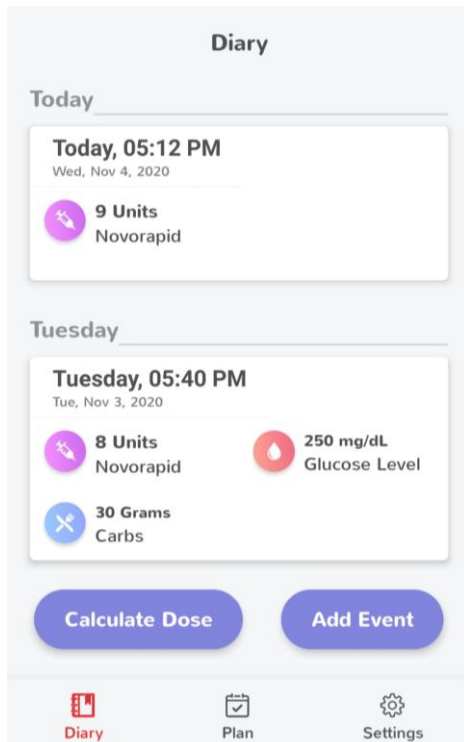 Diary
Today
Today, 05:12 PM
Wed, Nov 4, 2020
9 Units
Novorapid
Tuesday
Tuesday, 05:40 PM
Tue, Nov 3, 2020
8 Units
Novorapid
250 mg/dL
Glucose Level
30 Grams
Carbs
Calculate Dose
Add Event
Diary
Plan
Settings